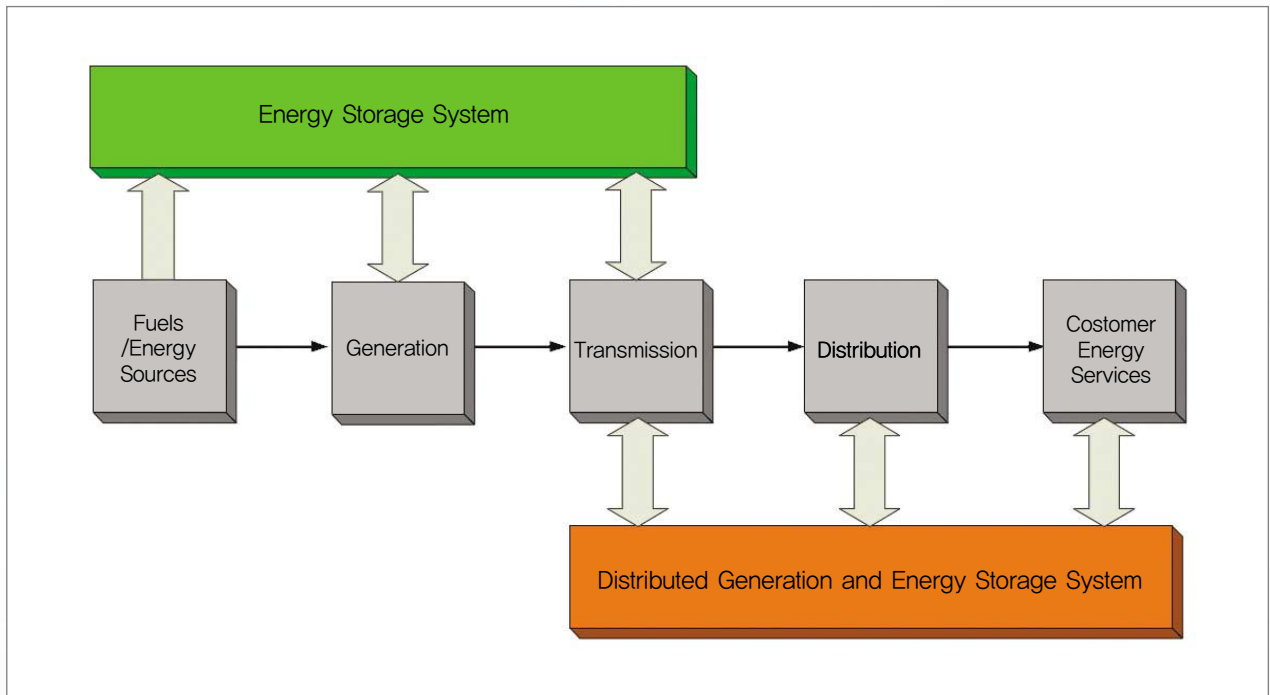 Energy Storage System
Fuels
/Energy
Sources
Generation
Transmission
Distribution
Costomer
Energy
Services
Distributed Generation and Energy Storage System